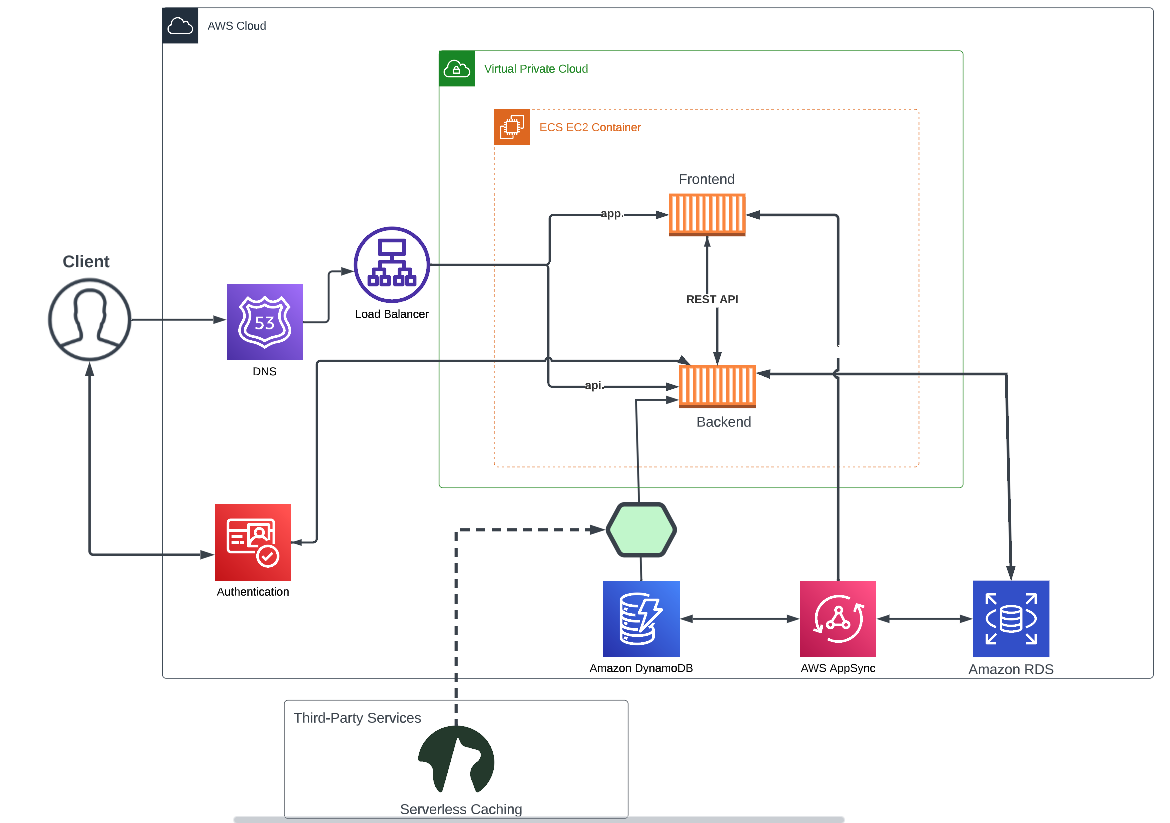 AWS Cloud
Virtual Private Cloud
ECS EC2 Container
Frontend
app.
Client
53
Load Balancer
REST API
DNS
api.
Backend
Authentication
Amazon DynamoDB
AWS AppSync
Amazon RDS
Third-Party Services
Serverless Caching